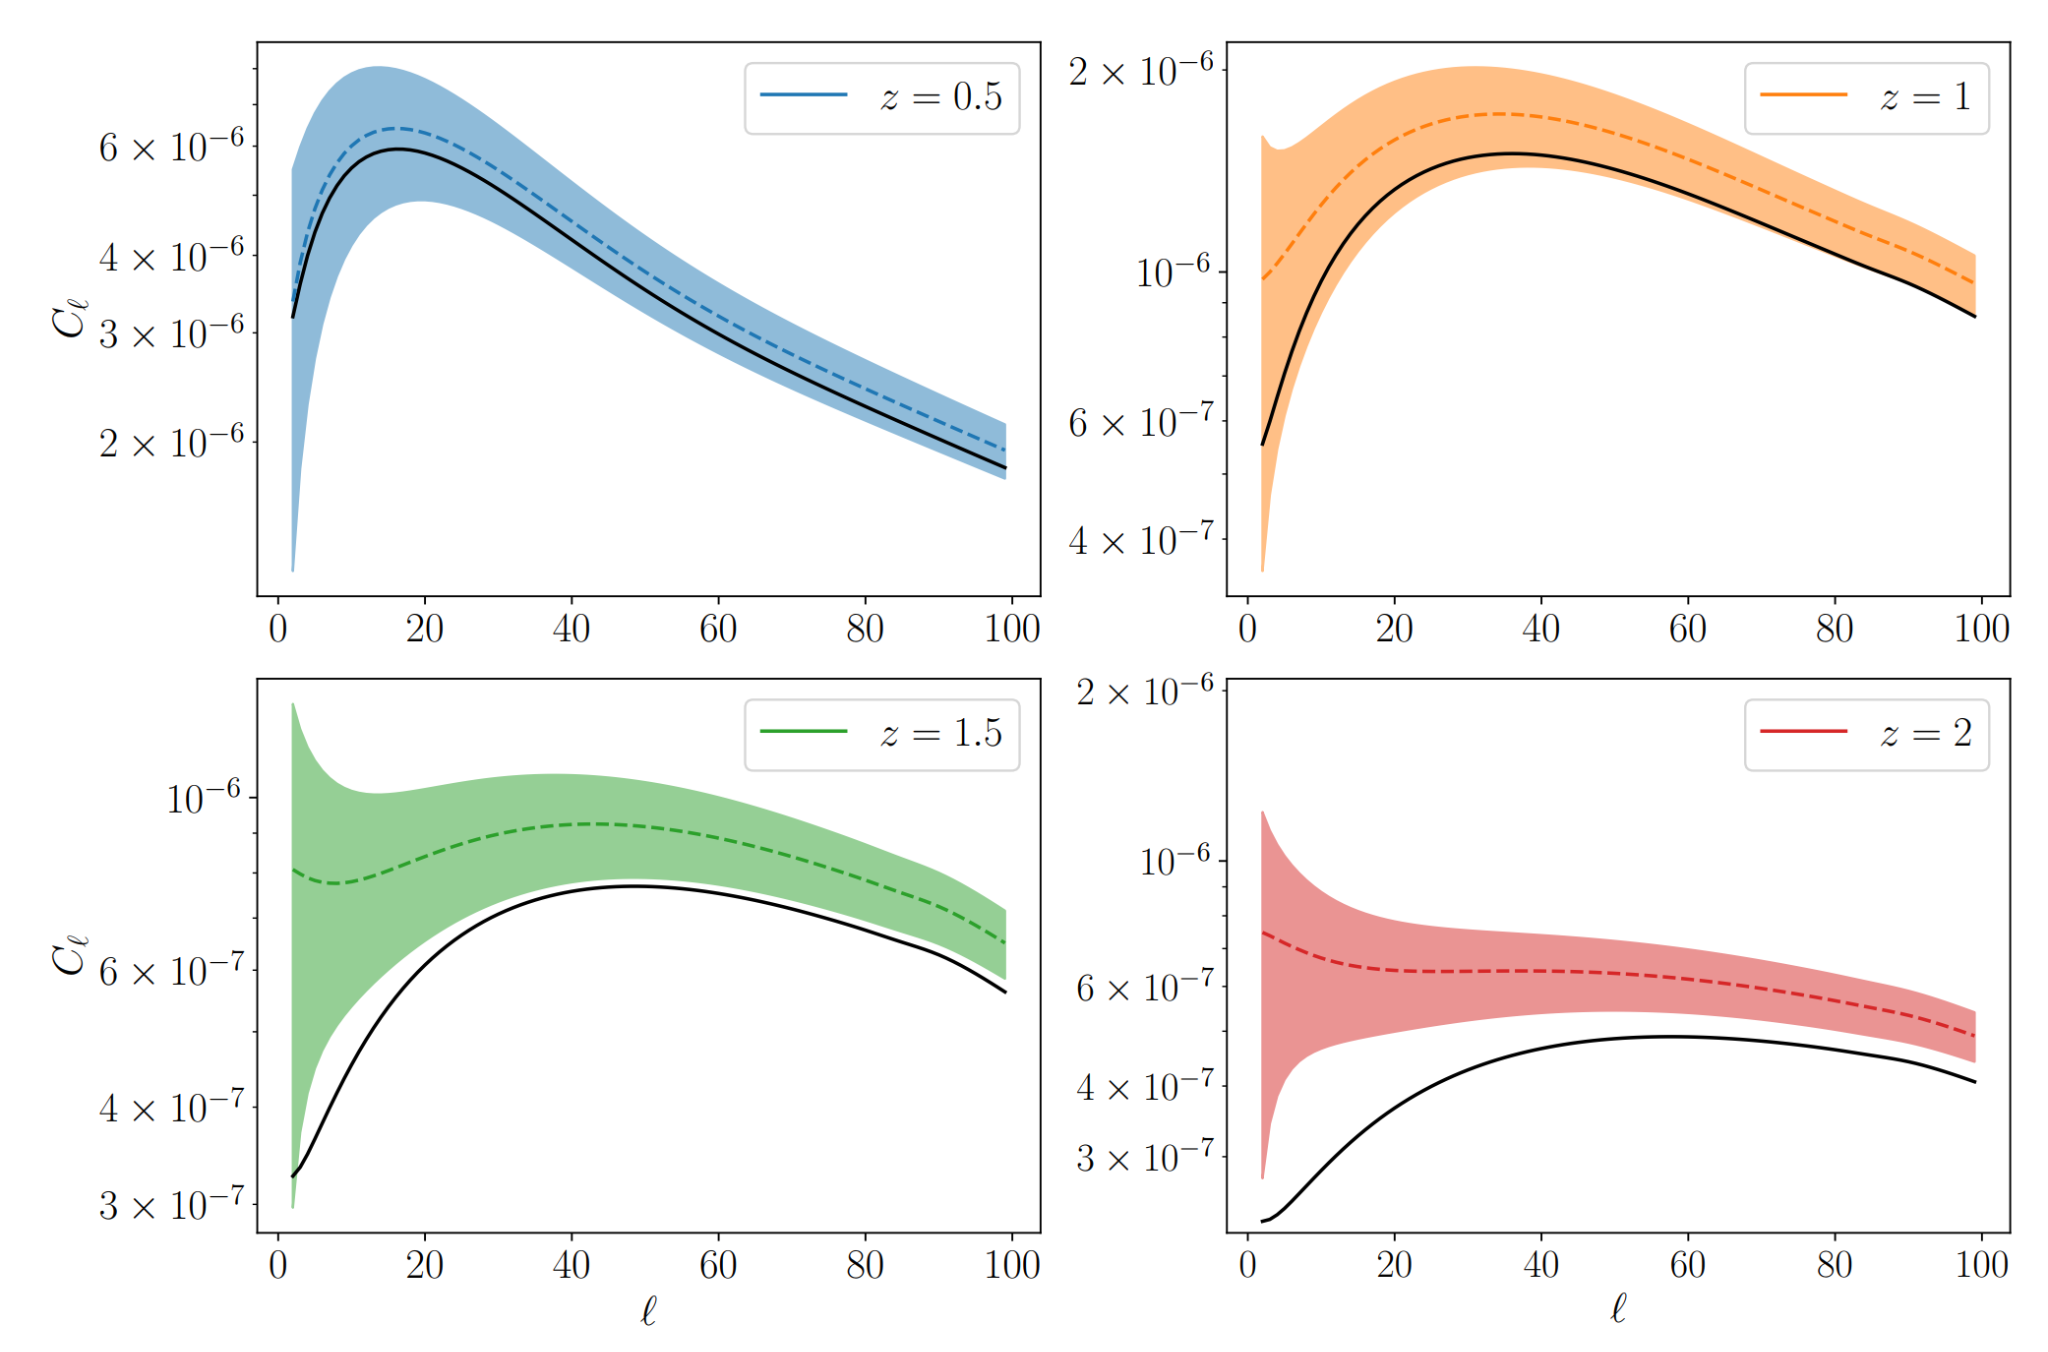 z = 0.5
C_ℓ
6 × 10⁻⁶
4 × 10⁻⁶
3 × 10⁻⁶
2 × 10⁻⁶
0 20 40 60 80 100
z = 1
2 × 10⁻⁶
10⁻⁶
6 × 10⁻⁷
4 × 10⁻⁷
0 20 40 60 80 100
z = 1.5
C_ℓ
10⁻⁶
6 × 10⁻⁷
4 × 10⁻⁷
3 × 10⁻⁷
0 20 40 60 80 100
ℓ
z = 2
2 × 10⁻⁶
10⁻⁶
6 × 10⁻⁷
4 × 10⁻⁷
3 × 10⁻⁷
0 20 40 60 80 100
ℓ